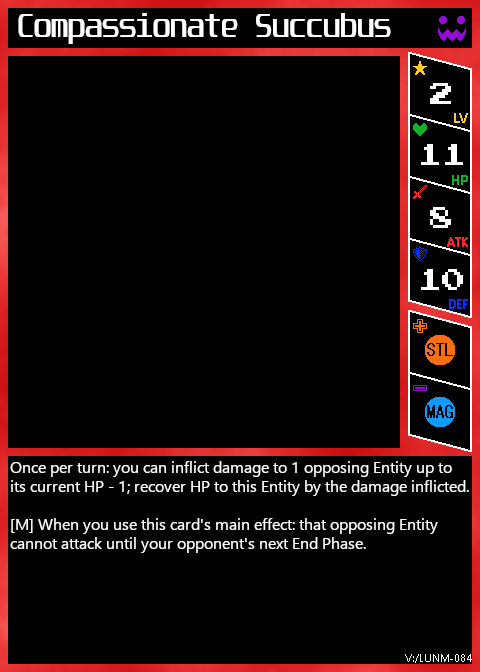 Compassionate Succubus
2
LV
11
HP
8
ATK
10
DEF
STL
MAG
Once per turn: you can inflict damage to 1 opposing Entity up to
its current HP - 1; recover HP to this Entity by the damage inflicted.
[M] When you use this card's main effect: that opposing Entity
cannot attack until your opponent's next End Phase.
V:/LUNM-084